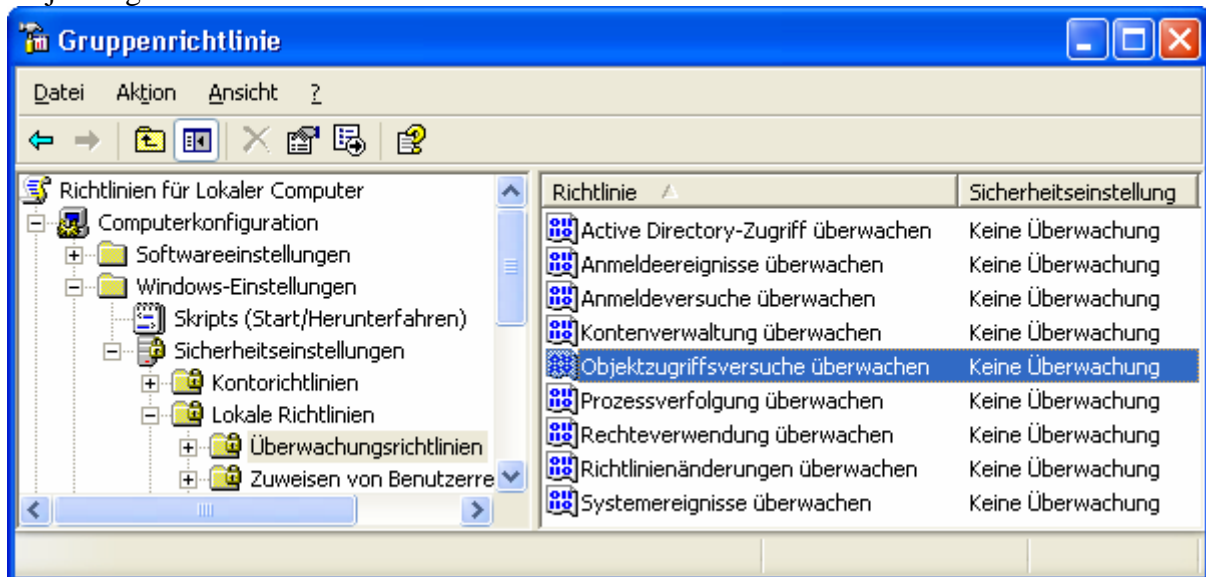 Gruppenrichtlinie
Datei Aktion Ansicht ?
Richtlinien für Lokaler Computer
Computerkonfiguration
Softwareeinstellungen
Windows-Einstellungen
Skripts (Start/Herunterfahren)
Sicherheitseinstellungen
Kontorichtlinien
Lokale Richtlinien
Überwachungsrichtlinien
Zuweisen von Benutzerre
Richtlinie Sicherheitseinstellung
Active Directory-Zugriff überwachen Keine Überwachung
Anmeldeereignisse überwachen Keine Überwachung
Anmeldeversuche überwachen Keine Überwachung
Kontenverwaltung überwachen Keine Überwachung
Objektzugriffsversuche überwachen Keine Überwachung
Prozessverfolgung überwachen Keine Überwachung
Rechteverwendung überwachen Keine Überwachung
Richtlinienänderungen überwachen Keine Überwachung
Systemereignisse überwachen Keine Überwachung